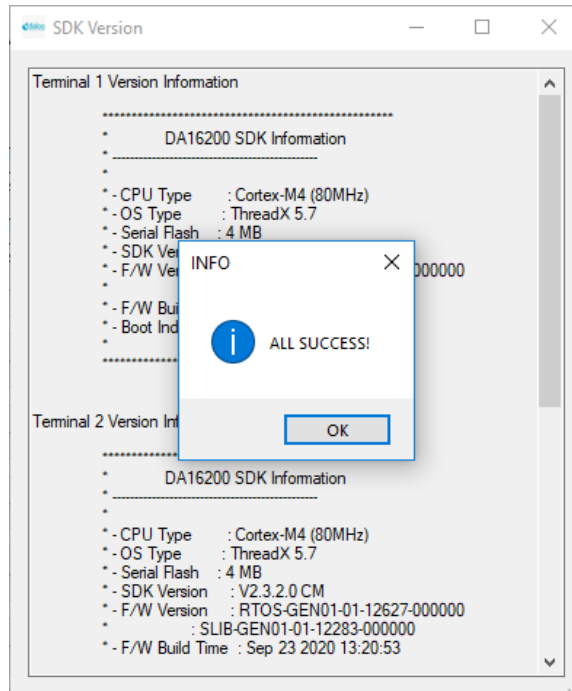 SDK Version
Terminal 1 Version Information
*************************************************
* DA16200 SDK Information
* --------------------------------------------------
*
* - CPU Type : Cortex-M4 (80MHz)
* - OS Type : ThreadX 5.7
* - Serial Flash : 4 MB
* - SDK Ver
* - F/W Ver
-000000
*
* - F/W Bui
* - Boot Ind
*
INFO
ALL SUCCESS!
OK
Terminal 2 Version Inf
* DA16200 SDK Information
* --------------------------------------------------
*
* - CPU Type : Cortex-M4 (80MHz)
* - OS Type : ThreadX 5.7
* - Serial Flash : 4 MB
* - SDK Version : V2.3.2.0 CM
* - F/W Version : RTOS-GEN01-01-12627-000000
* : SLIB-GEN01-01-12283-000000
* - F/W Build Time : Sep 23 2020 13:20:53